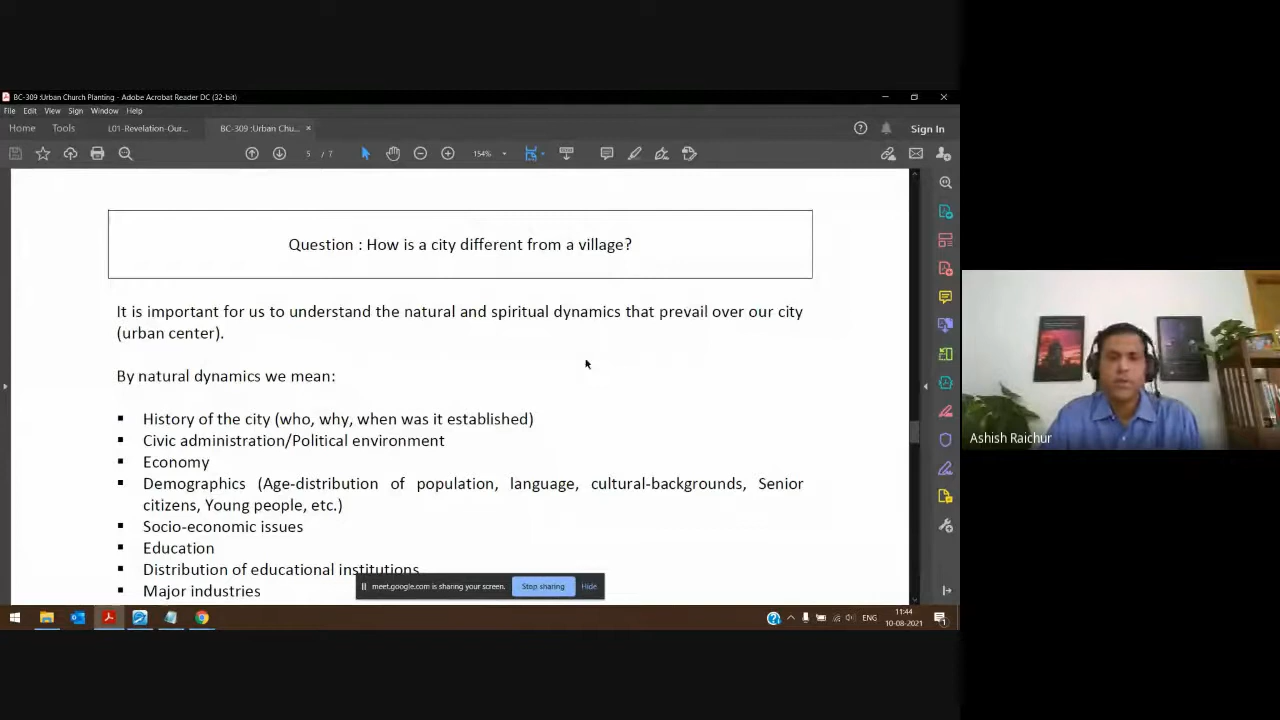 BC-309 :Urban Church Planting - Adobe Acrobat Reader DC (32-bit)
File Edit View Sign Window Help
Home Tools L01-Revelation-Our... BC-309 :Urban Chu... × Sign In
5 / 7 154%
Question : How is a city different from a village?
It is important for us to understand the natural and spiritual dynamics that prevail over our city
(urban center).
By natural dynamics we mean:
▪ History of the city (who, why, when was it established)
▪ Civic administration/Political environment
▪ Economy
▪ Demographics (Age-distribution of population, language, cultural-backgrounds, Senior
citizens, Young people, etc.)
▪ Socio-economic issues
▪ Education
▪ Distribution of educational institutions
▪ Major industries
meet.google.com is sharing your screen. Stop sharing Hide
ENG
11:44
10-08-2021
Ashish Raichur